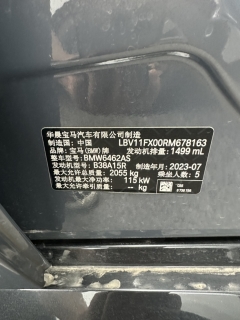 华晨宝马汽车有限公司制造
制造国：中国 LBV11FX00RM678163
品牌：宝马(BMW)牌 发动机排量：1499 mL
整车型号：BMW6462AS
发动机型号：B38A15R 制造年月：2023-07
发动机最大净功率：115 kW 乘坐人数：5
最大允许总质量：2055 kg
最大允许牵引质量：-- kg